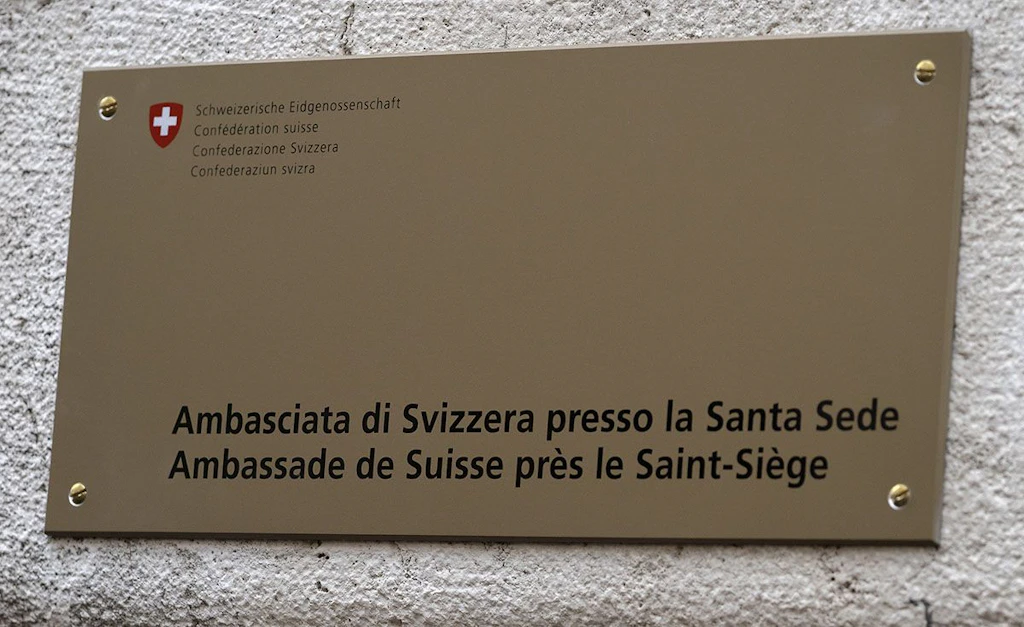 Schweizerische Eidgenossenschaft
Confédération suisse
Confederazione Svizzera
Confederaziun svizra
Ambasciata di Svizzera presso la Santa Sede
Ambassade de Suisse près le Saint-Siège